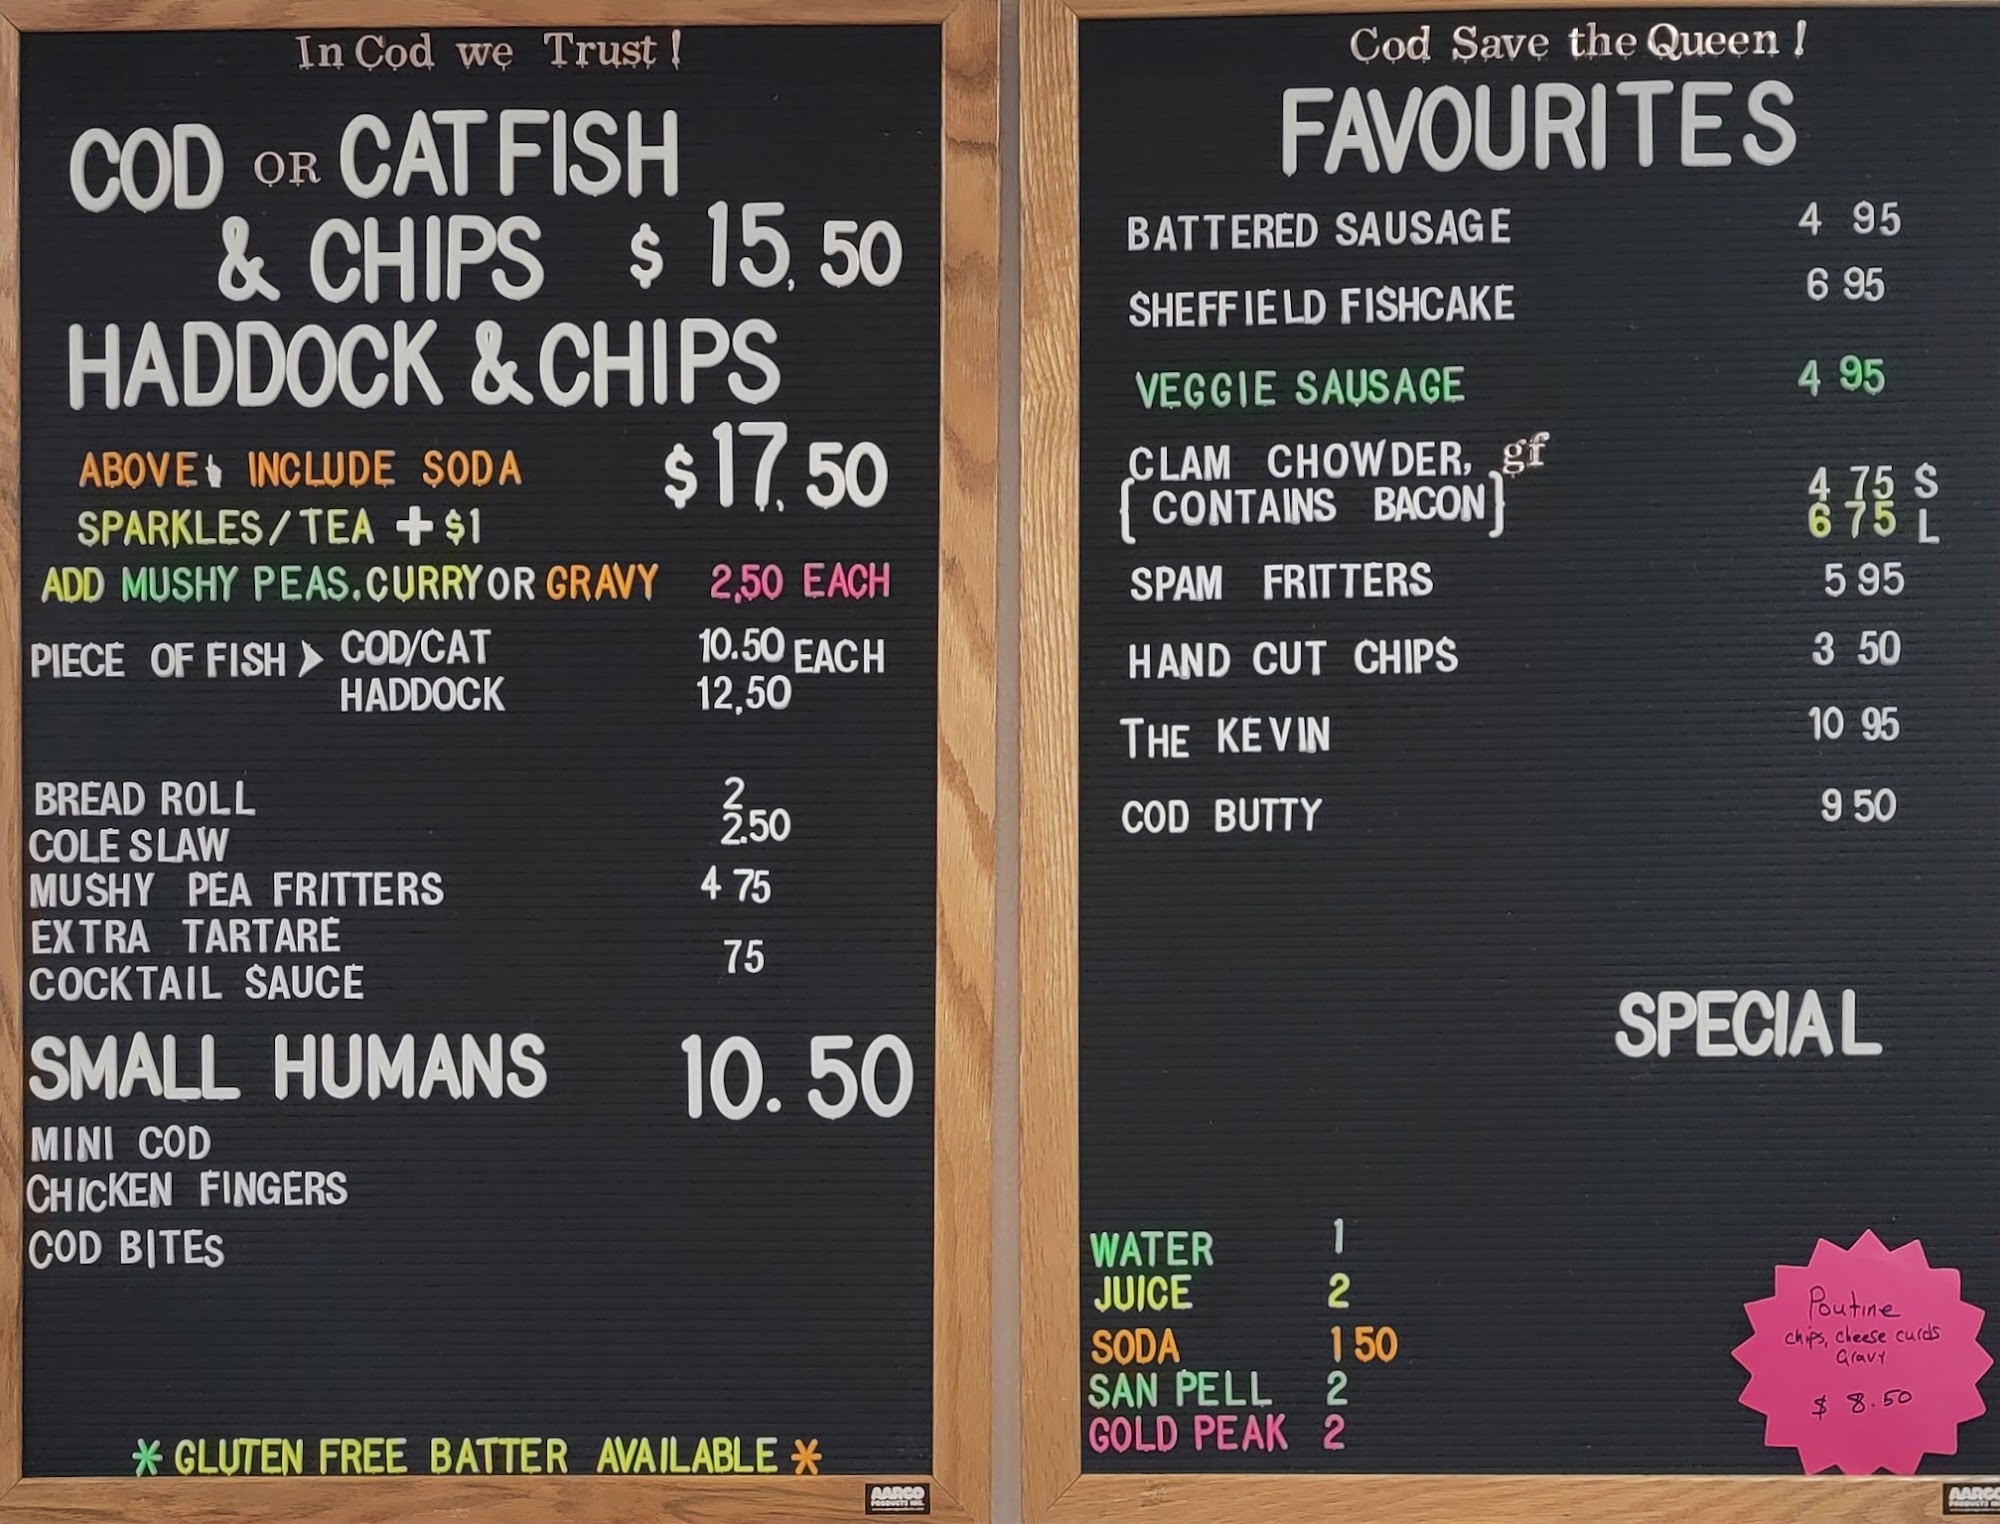 In Cod we Trust !
COD OR CATFISH
& CHIPS $ 15, 50
HADDOCK & CHIPS
$ 17, 50
ABOVE INCLUDE SODA
SPARKLES / TEA + $1
ADD MUSHY PEAS. CURRY OR GRAVY 2,50 EACH
PIECE OF FISH > COD/CAT 10.50 EACH
HADDOCK 12,50
BREAD ROLL 2
COLE SLAW 2.50
MUSHY PEA FRITTERS 4 75
EXTRA TARTARE
COCKTAIL SAUCE 75
SMALL HUMANS 10.50
MINI COD
CHICKEN FINGERS
COD BITES
* GLUTEN FREE BATTER AVAILABLE *
AARCO
PRODUCTS INC.
Cod Save the Queen !
FAVOURITES
BATTERED SAUSAGE 4 95
SHEFFIELD FISHCAKE 6 95
VEGGIE SAUSAGE 4 95
CLAM CHOWDER, gf
{ CONTAINS BACON } 4 75 S
6 75 L
SPAM FRITTERS 5 95
HAND CUT CHIPS 3 50
THE KEVIN 10 95
COD BUTTY 9 50
SPECIAL
WATER 1
JUICE 2
SODA 1 50
SAN PELL 2
GOLD PEAK 2
Poutine
chips, cheese curds
Gravy
$ 8.50